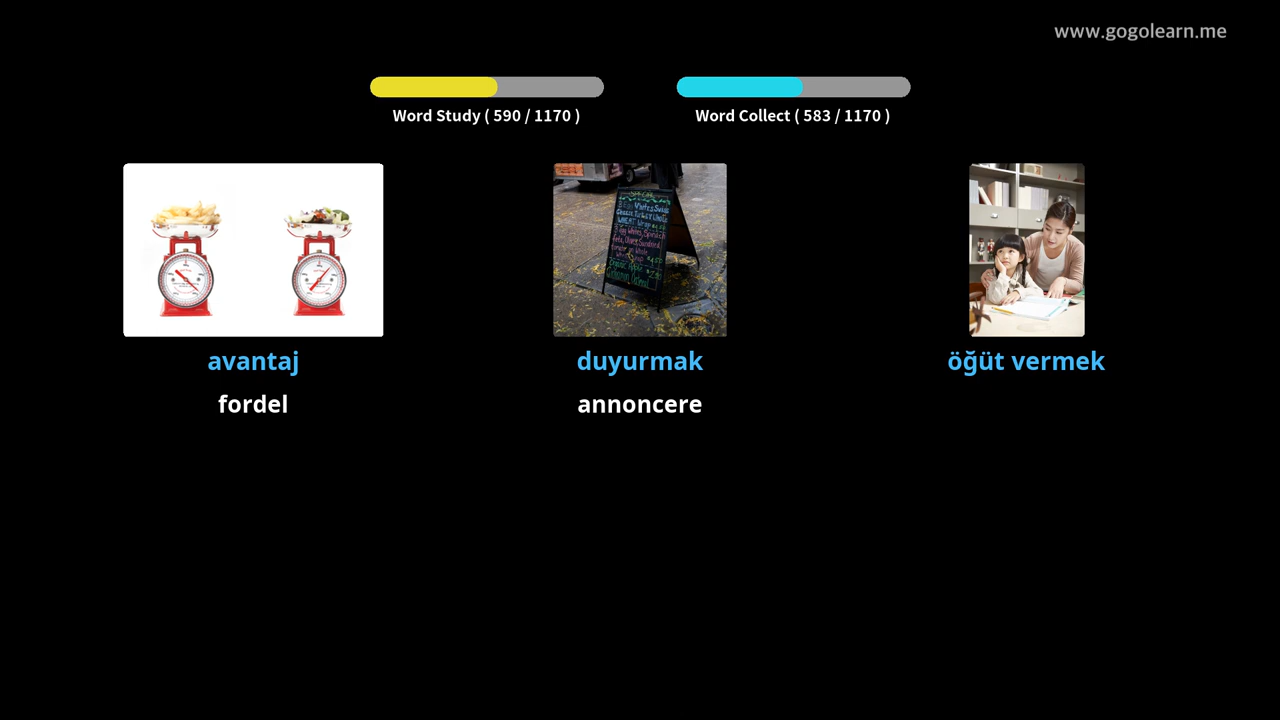 www.gogolearn.me
Word Study ( 590 / 1170 )
Word Collect ( 583 / 1170 )
avantaj
duyurmak
öğüt vermek
fordel
annoncere